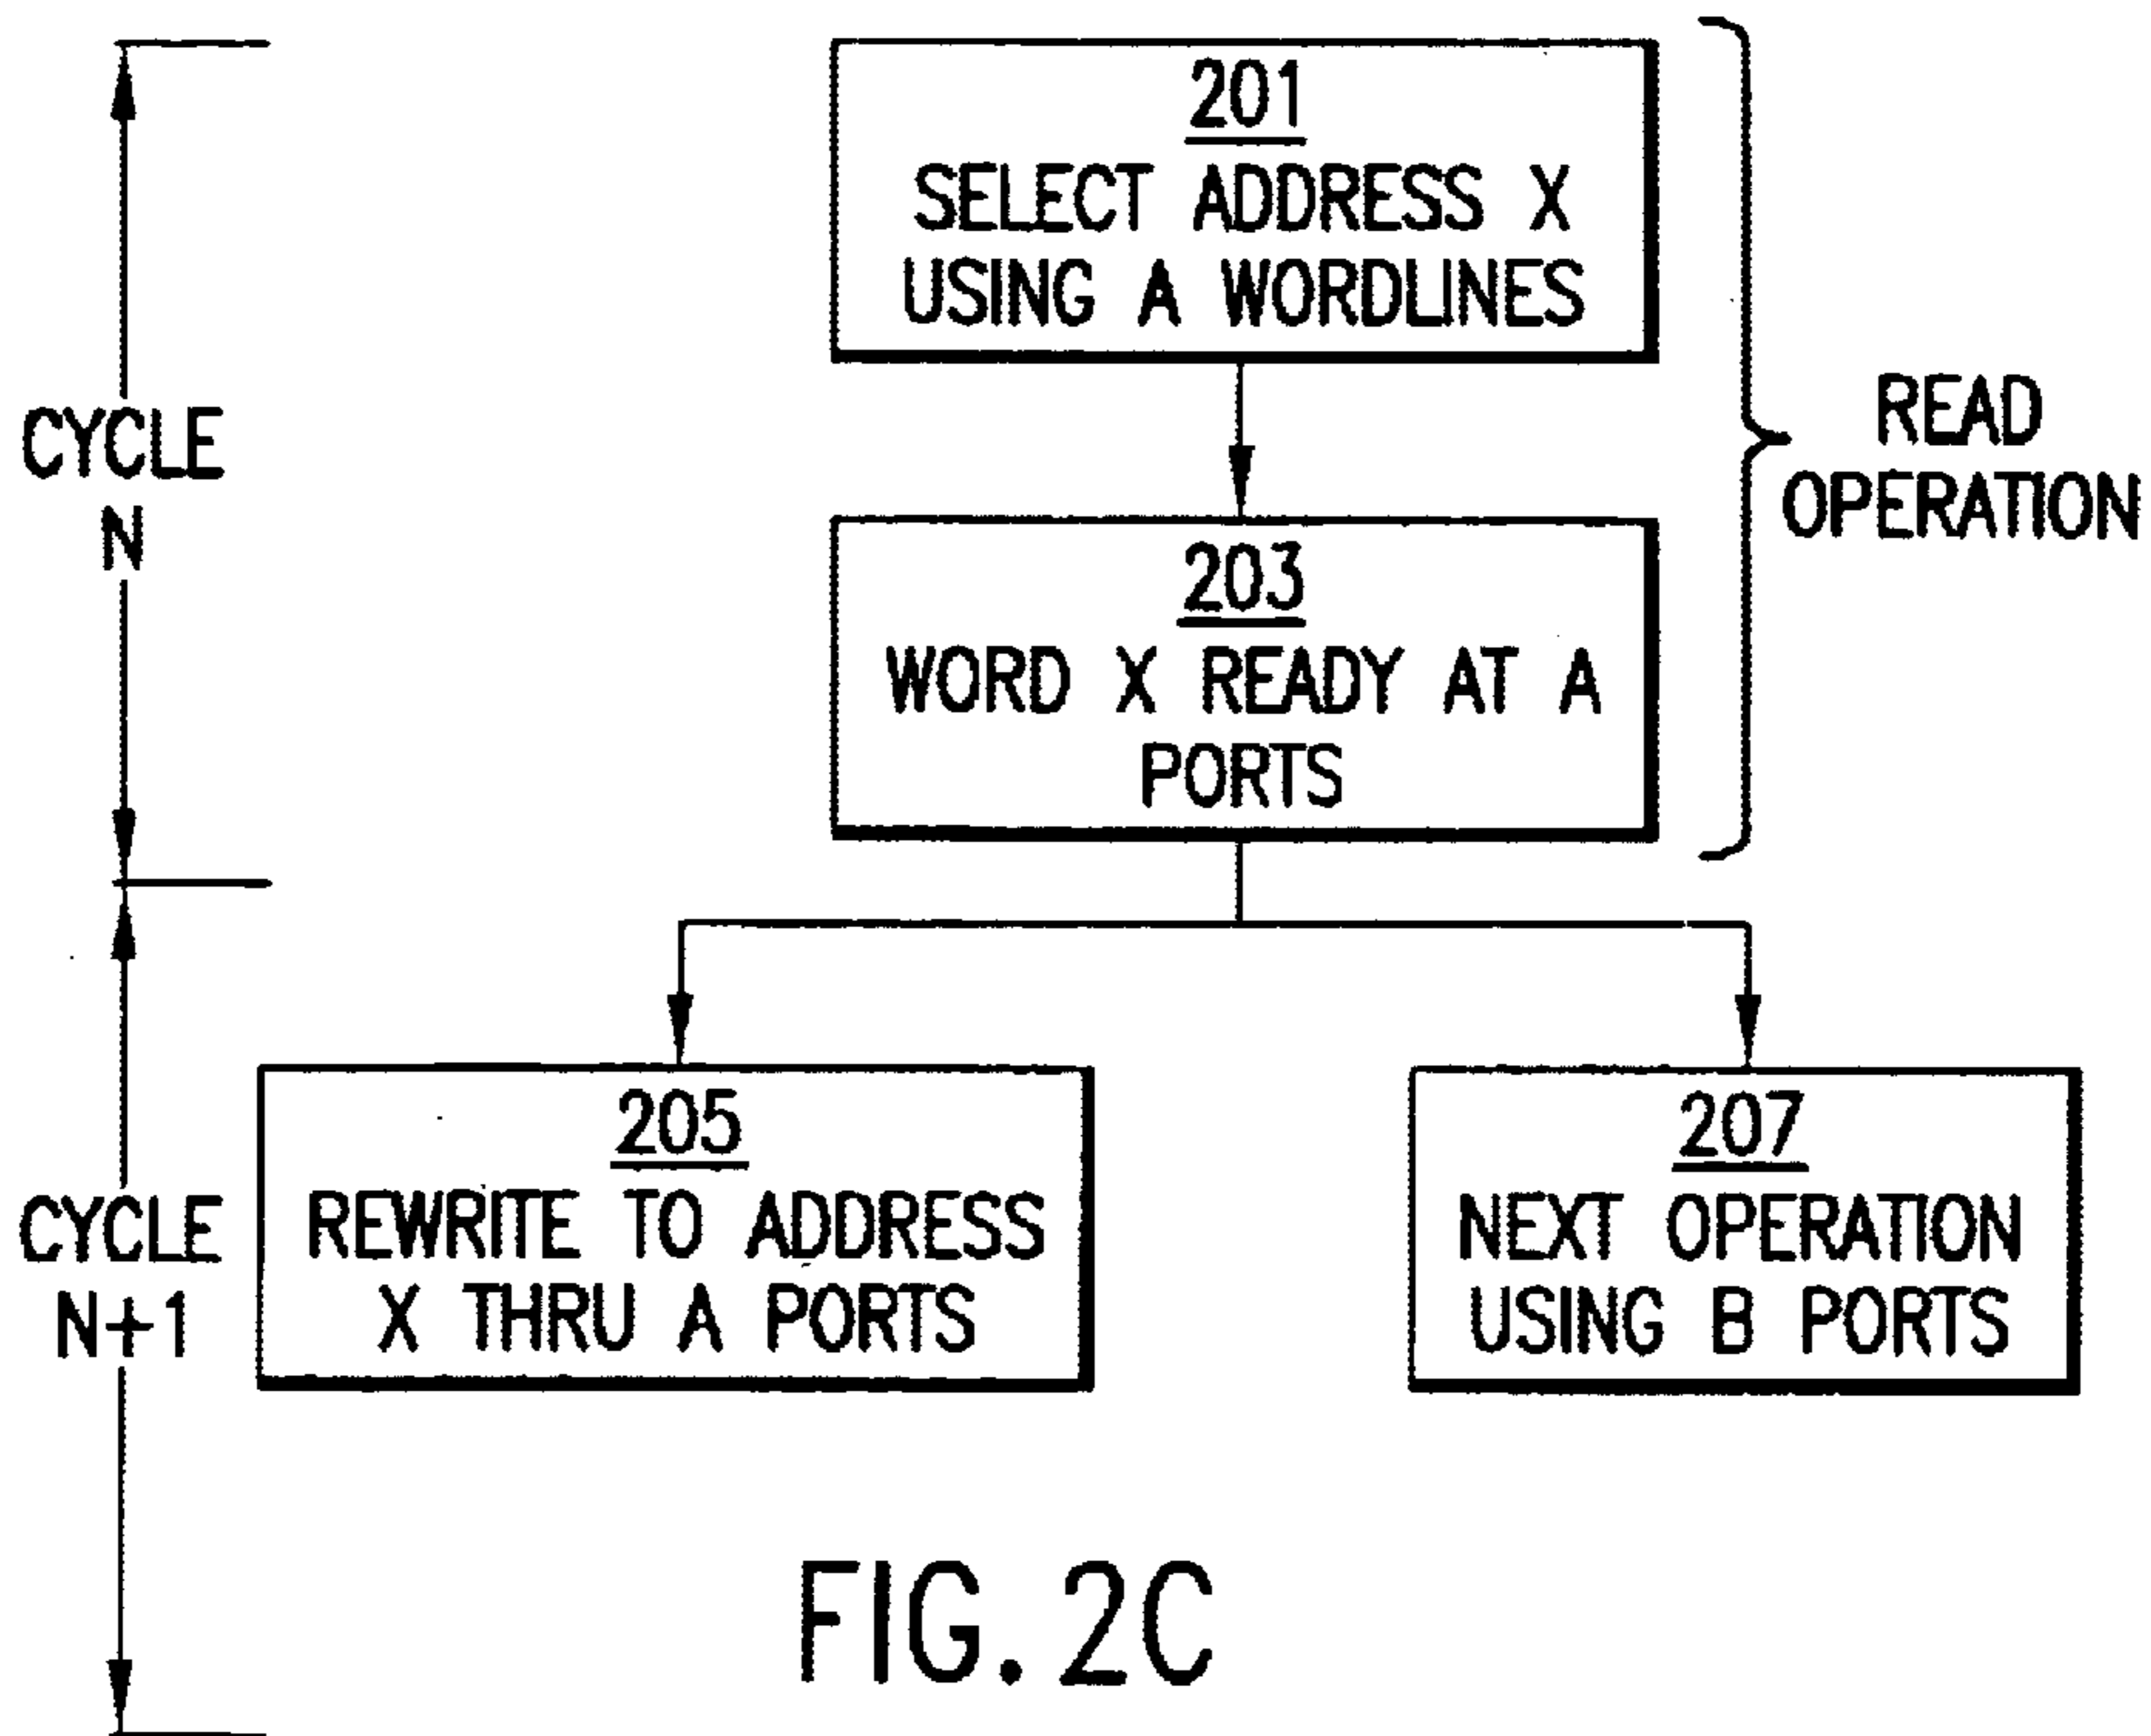 CYCLE
N
201
SELECT ADDRESS X
USING A WORDLINES
203
WORD X READY AT A
PORTS
READ
OPERATION
CYCLE
N+1
205
REWRITE TO ADDRESS
X THRU A PORTS
207
NEXT OPERATION
USING B PORTS
FIG. 2C